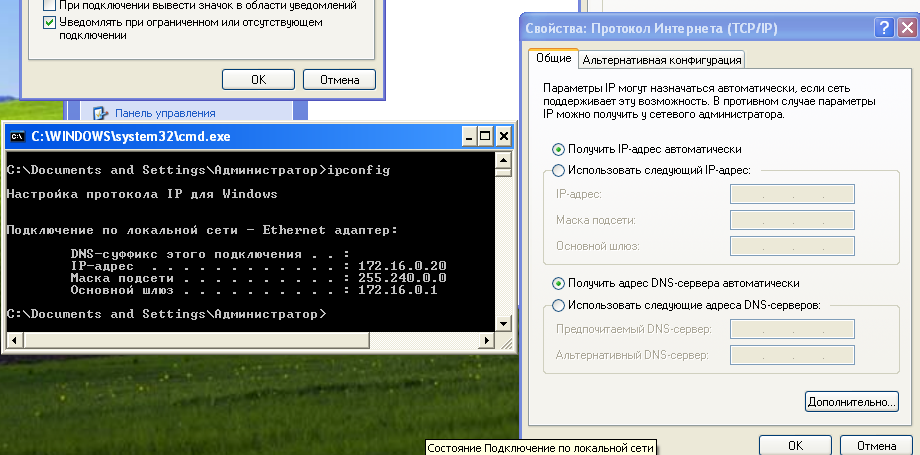 При подключении вывести значок в области уведомлений
Уведомлять при ограниченном или отсутствующем
подключении
OK
Отмена
Панель управления
C:\WINDOWS\system32\cmd.exe
C:\Documents and Settings\Администратор>ipconfig
Настройка протокола IP для Windows
Подключение по локальной сети - Ethernet адаптер:
DNS-суффикс этого подключения . . :
IP-адрес . . . . . . . . . . . . : 172.16.0.20
Маска подсети . . . . . . . . . . : 255.240.0.0
Основной шлюз . . . . . . . . . . : 172.16.0.1
C:\Documents and Settings\Администратор>
Свойства: Протокол Интернета (TCP/IP)
Общие
Альтернативная конфигурация
Параметры IP могут назначаться автоматически, если сеть
поддерживает эту возможность. В противном случае параметры
IP можно получить у сетевого администратора.
Получить IP-адрес автоматически
Использовать следующий IP-адрес:
IP-адрес:
Маска подсети:
Основной шлюз:
Получить адрес DNS-сервера автоматически
Использовать следующие адреса DNS-серверов:
Предпочитаемый DNS-сервер:
Альтернативный DNS-сервер:
Дополнительно...
OK
Отмена
Состояние Подключение по локальной сети